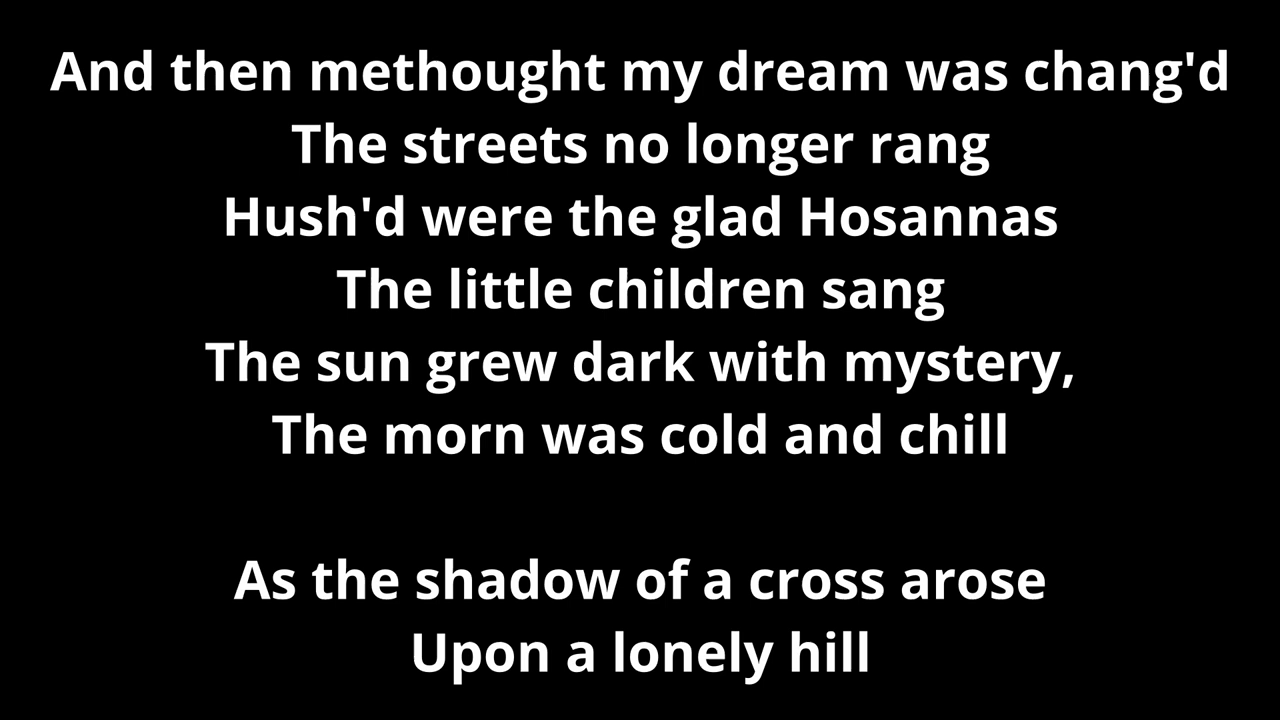 And then methought my dream was chang'd
The streets no longer rang
Hush'd were the glad Hosannas
The little children sang
The sun grew dark with mystery,
The morn was cold and chill
As the shadow of a cross arose
Upon a lonely hill